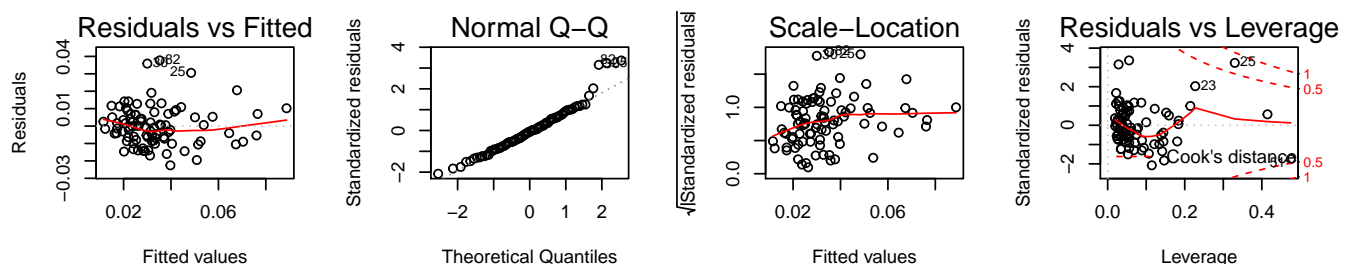 Residuals vs Fitted
Residuals
0.04
0.01
−0.03
82
25
0.02
0.06
Fitted values
Normal Q−Q
Standardized residuals
4
2
0
−2
−2
0
1
2
Theoretical Quantiles
Scale−Location
√|Standardized residuals|
1.0
0.0
0.02
0.06
Fitted values
Residuals vs Leverage
Standardized residuals
4
2
0
−2
25
23
1
0.5
0.5
1
Cook's distance
0.0
0.2
0.4
Leverage